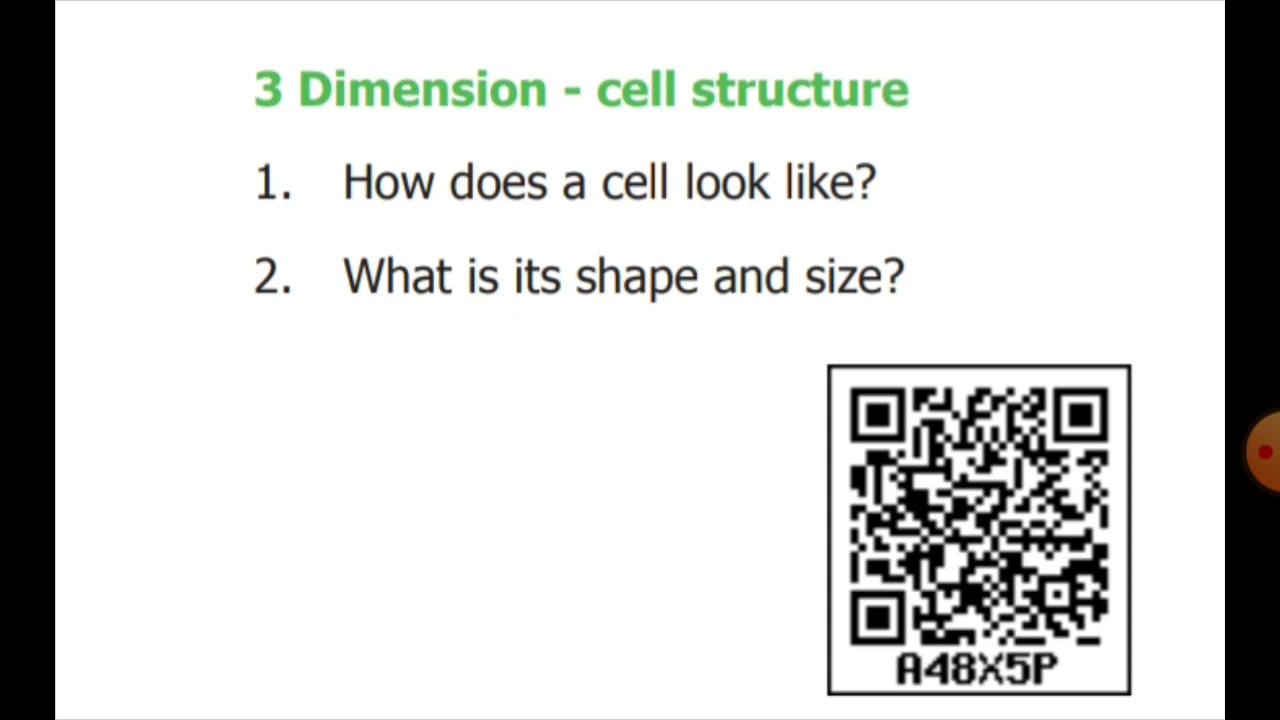 3 Dimension - cell structure
1. How does a cell look like?
2. What is its shape and size?
A48X5P